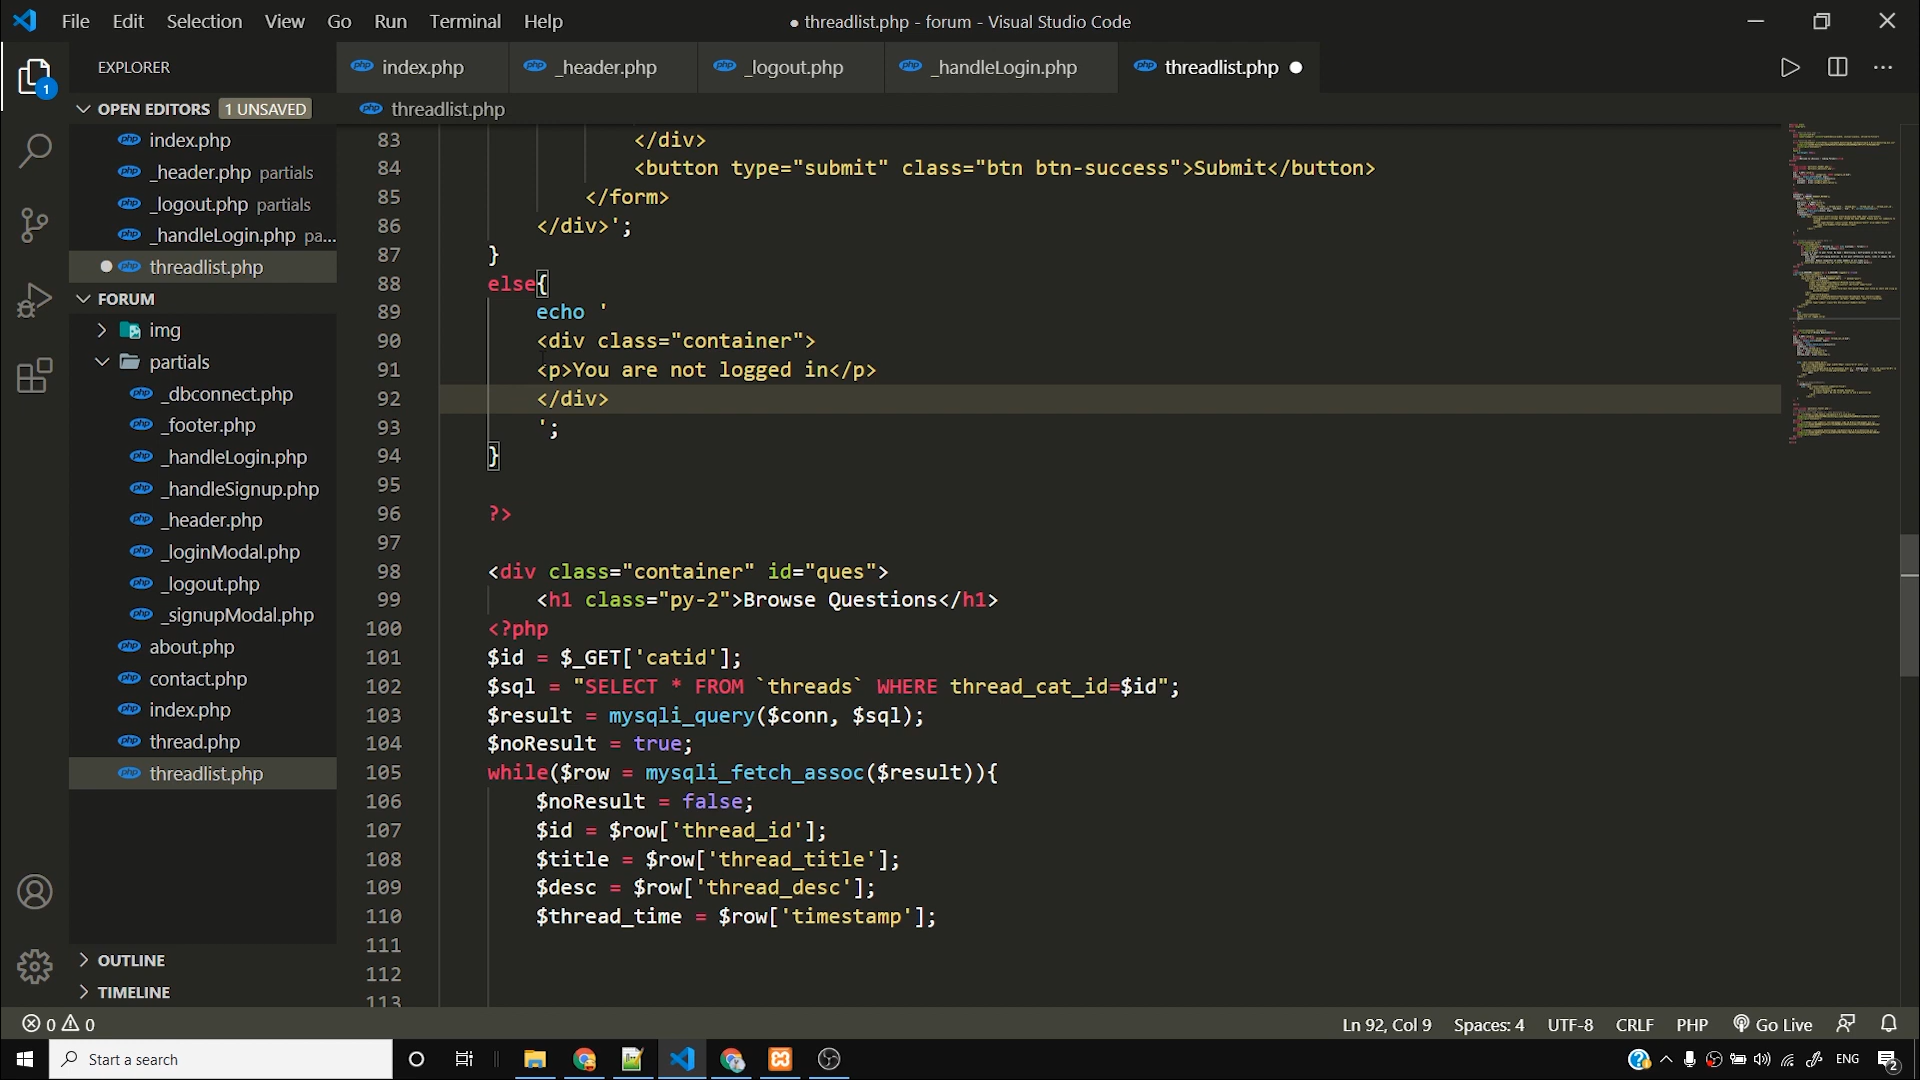 File Edit Selection View Go Run Terminal Help
● threadlist.php - forum - Visual Studio Code
EXPLORER
index.php
_header.php
_logout.php
_handleLogin.php
threadlist.php ●
OPEN EDITORS 1 UNSAVED
threadlist.php
index.php
_header.php partials
_logout.php partials
_handleLogin.php pa...
threadlist.php
FORUM
img
partials
_dbconnect.php
_footer.php
_handleLogin.php
_handleSignup.php
_header.php
_loginModal.php
_logout.php
_signupModal.php
about.php
contact.php
index.php
thread.php
threadlist.php
OUTLINE
TIMELINE
83 </div>
84 <button type="submit" class="btn btn-success">Submit</button>
85 </form>
86 </div>';
87 }
88 else{
89 echo '
90 <div class="container">
91 <p>You are not logged in</p>
92 </div>
93 ';
94 }
95
96 ?>
97
98 <div class="container" id="ques">
99 <h1 class="py-2">Browse Questions</h1>
100 <?php
101 $id = $_GET['catid'];
102 $sql = "SELECT * FROM `threads` WHERE thread_cat_id=$id";
103 $result = mysqli_query($conn, $sql);
104 $noResult = true;
105 while($row = mysqli_fetch_assoc($result)){
106 $noResult = false;
107 $id = $row['thread_id'];
108 $title = $row['thread_title'];
109 $desc = $row['thread_desc'];
110 $thread_time = $row['timestamp'];
111
112
113
0 0
Ln 92, Col 9 Spaces: 4 UTF-8 CRLF PHP Go Live
Start a search
ENG
2